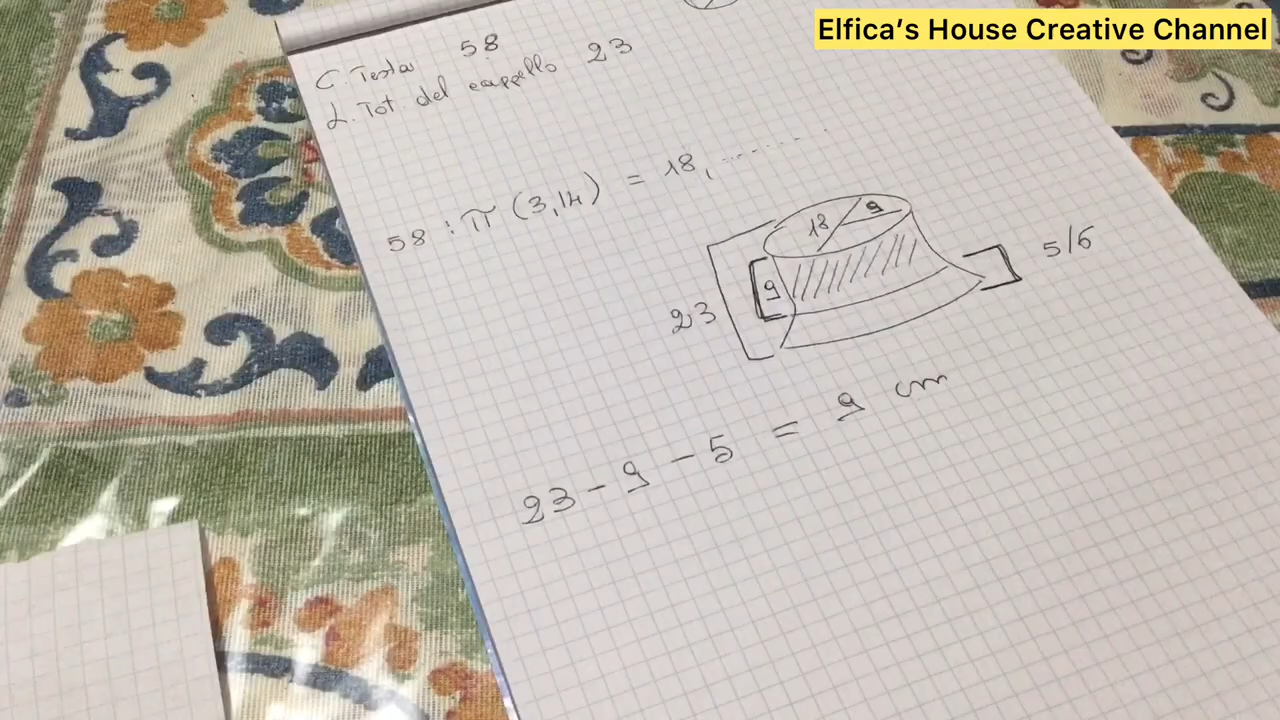 Elfica's House Creative Channel
C. Testa 58
L. Tot. del cappello 23
58 : π (3,14) = 18, .......
18 9
9
23
5/6
23 - 9 - 5 = 9 cm